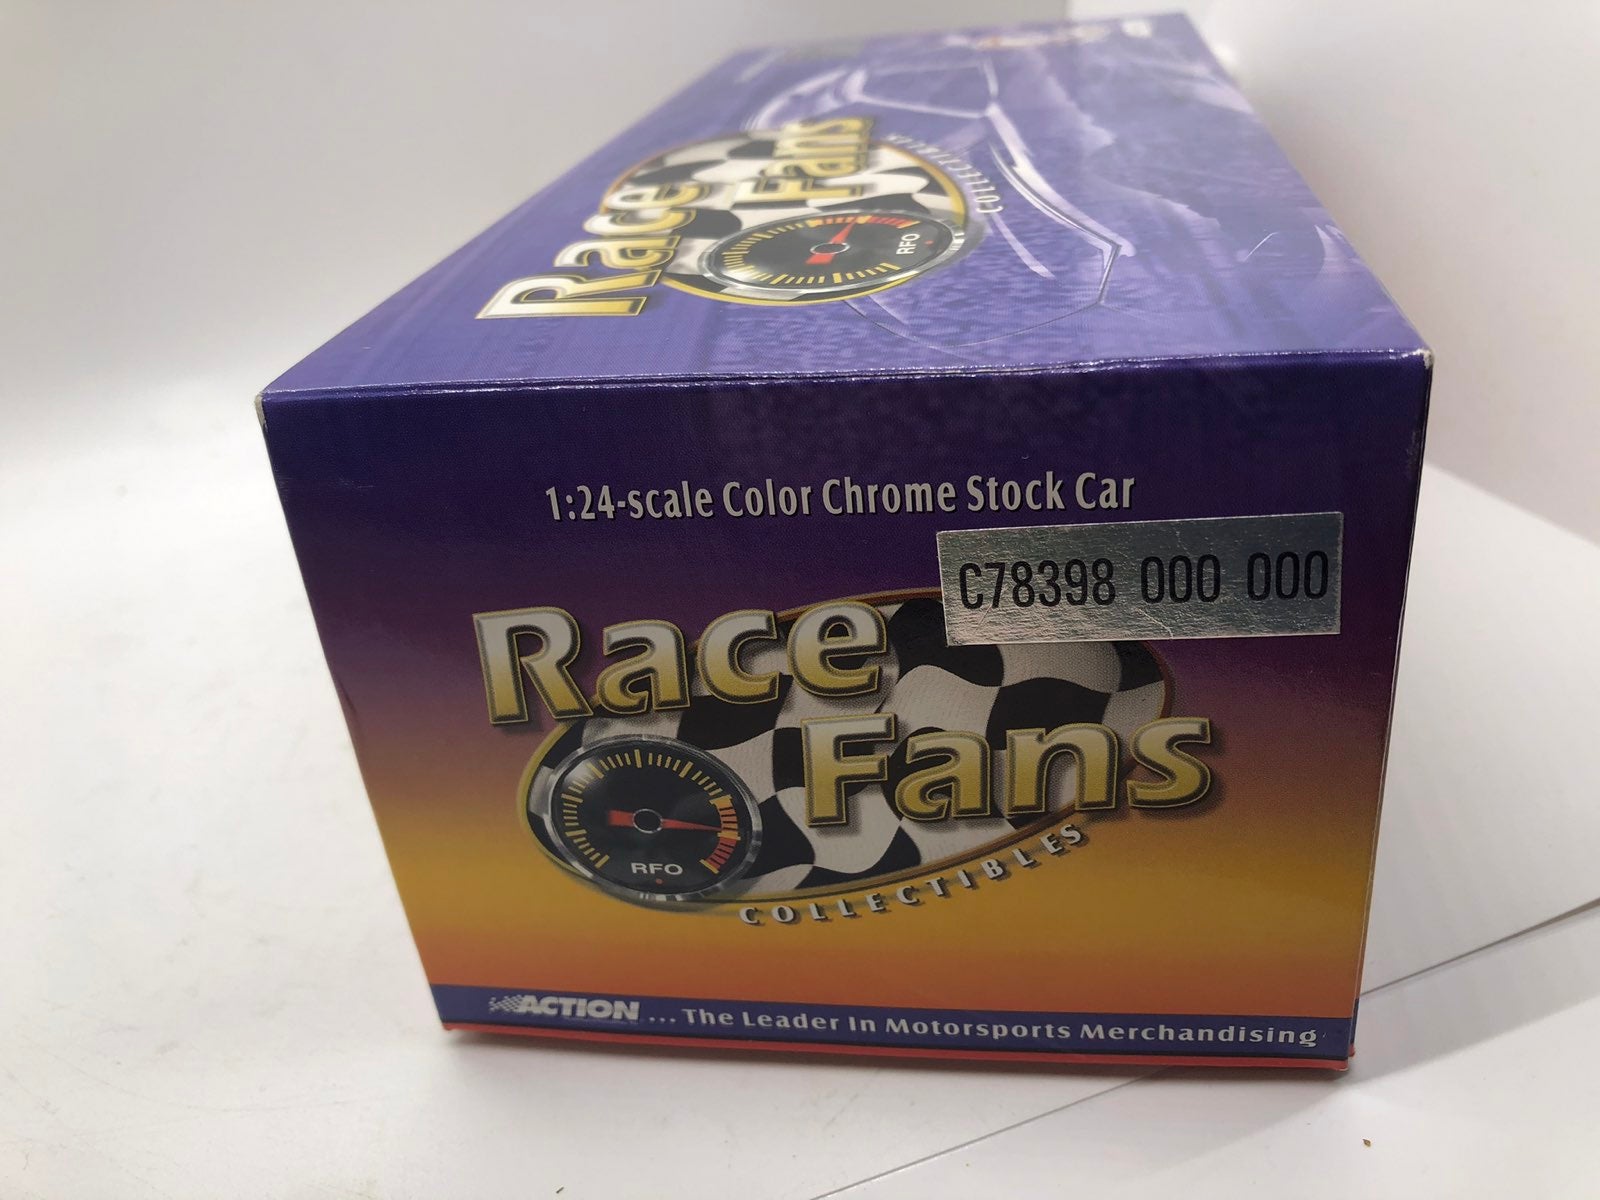 Race
Fans
COLLECTIBLES
RFO
1:24-scale Color Chrome Stock Car
C78398 000 000
Race
Fans
RFO
COLLECTIBLES
ACTION ... The Leader In Motorsports Merchandising